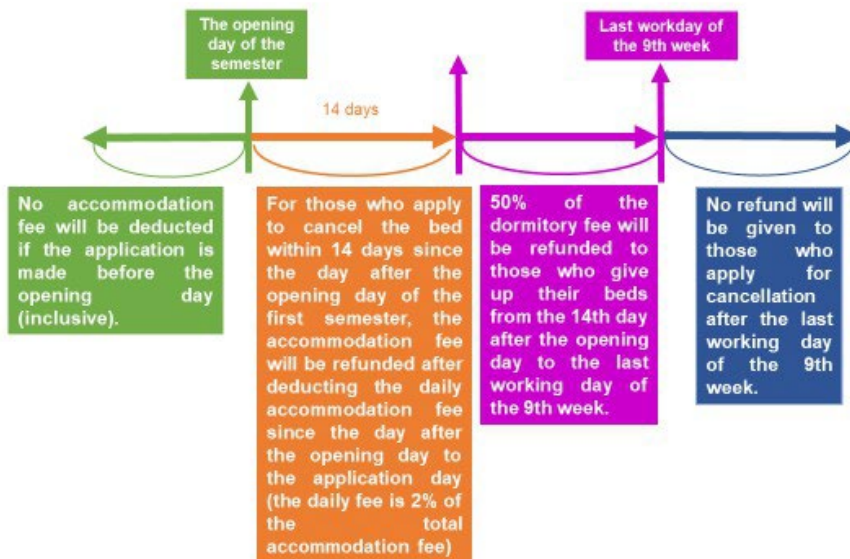 The opening
day of the
semester
Last workday of
the 9th week
14 days
No accommodation
fee will be deducted
if the application is
made before the
opening day
(inclusive).
For those who apply
to cancel the bed
within 14 days since
the day after the
opening day of the
first semester, the
accommodation fee
will be refunded after
deducting the daily
accommodation fee
since the day after
the opening day to
the application day
(the daily fee is 2% of
the total
accommodation fee)
50% of the
dormitory fee will
be refunded to
those who give
up their beds
from the 14th day
after the opening
day to the last
working day of
the 9th week.
No refund will
be given to
those who
apply for
cancellation
after the last
working day
of the 9th
week.